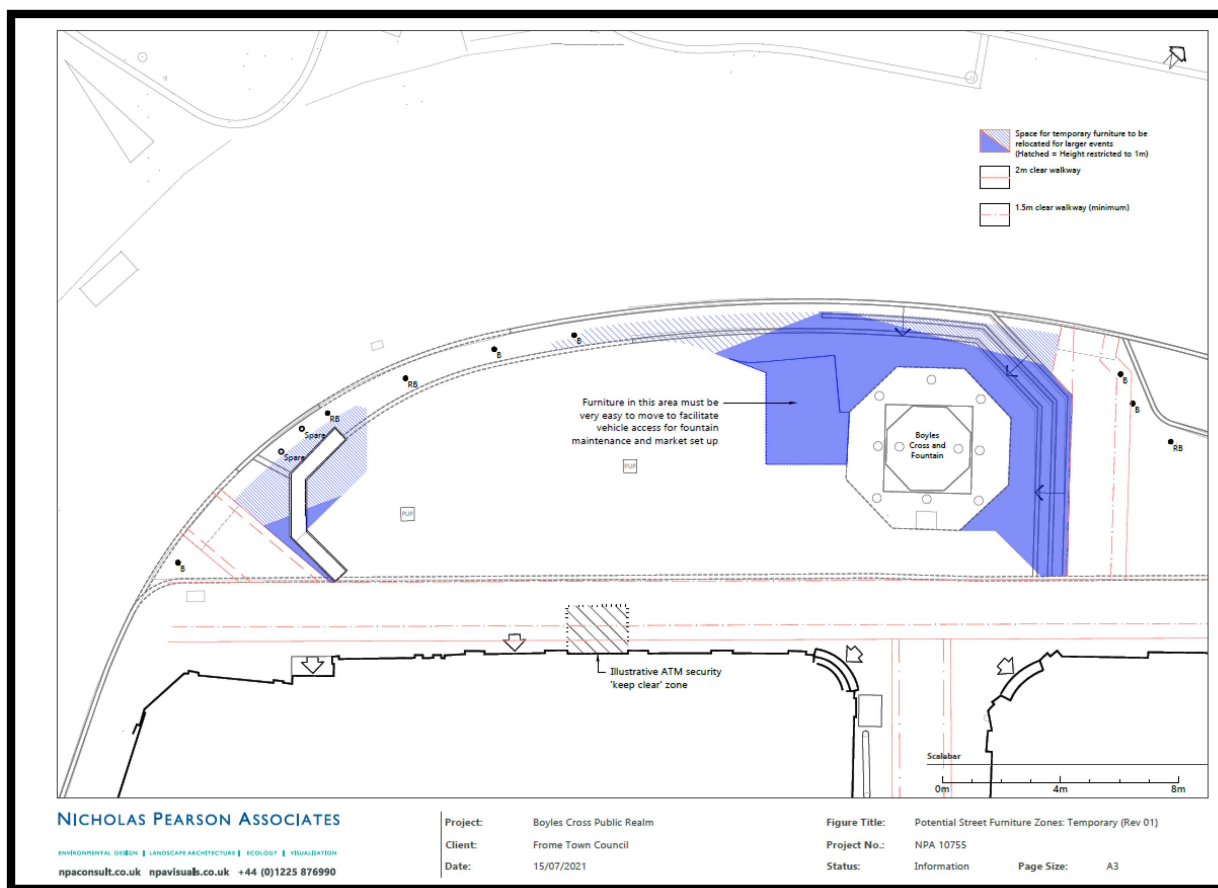 Space for temporary furniture to be
relocated for larger events
(Hatched = Height restricted to 1m)
2m clear walkway
1.5m clear walkway (minimum)
B
B
RB
RB
Spare
Spare
B
Furniture in this area must be
very easy to move to facilitate
vehicle access for fountain
maintenance and market set up
Boyles
Cross and
Fountain
B
B
RB
PUP
PUP
Illustrative ATM security
'keep clear' zone
Scalebar
0m 4m 8m
NICHOLAS PEARSON ASSOCIATES
ENVIRONMENTAL DESIGN | LANDSCAPE ARCHITECTURE | ECOLOGY | VISUALISATION
npaconsult.co.uk npavisuals.co.uk +44 (0)1225 876990
Project: Boyles Cross Public Realm
Client: Frome Town Council
Date: 15/07/2021
Figure Title: Potential Street Furniture Zones: Temporary (Rev 01)
Project No.: NPA 10755
Status: Information Page Size: A3